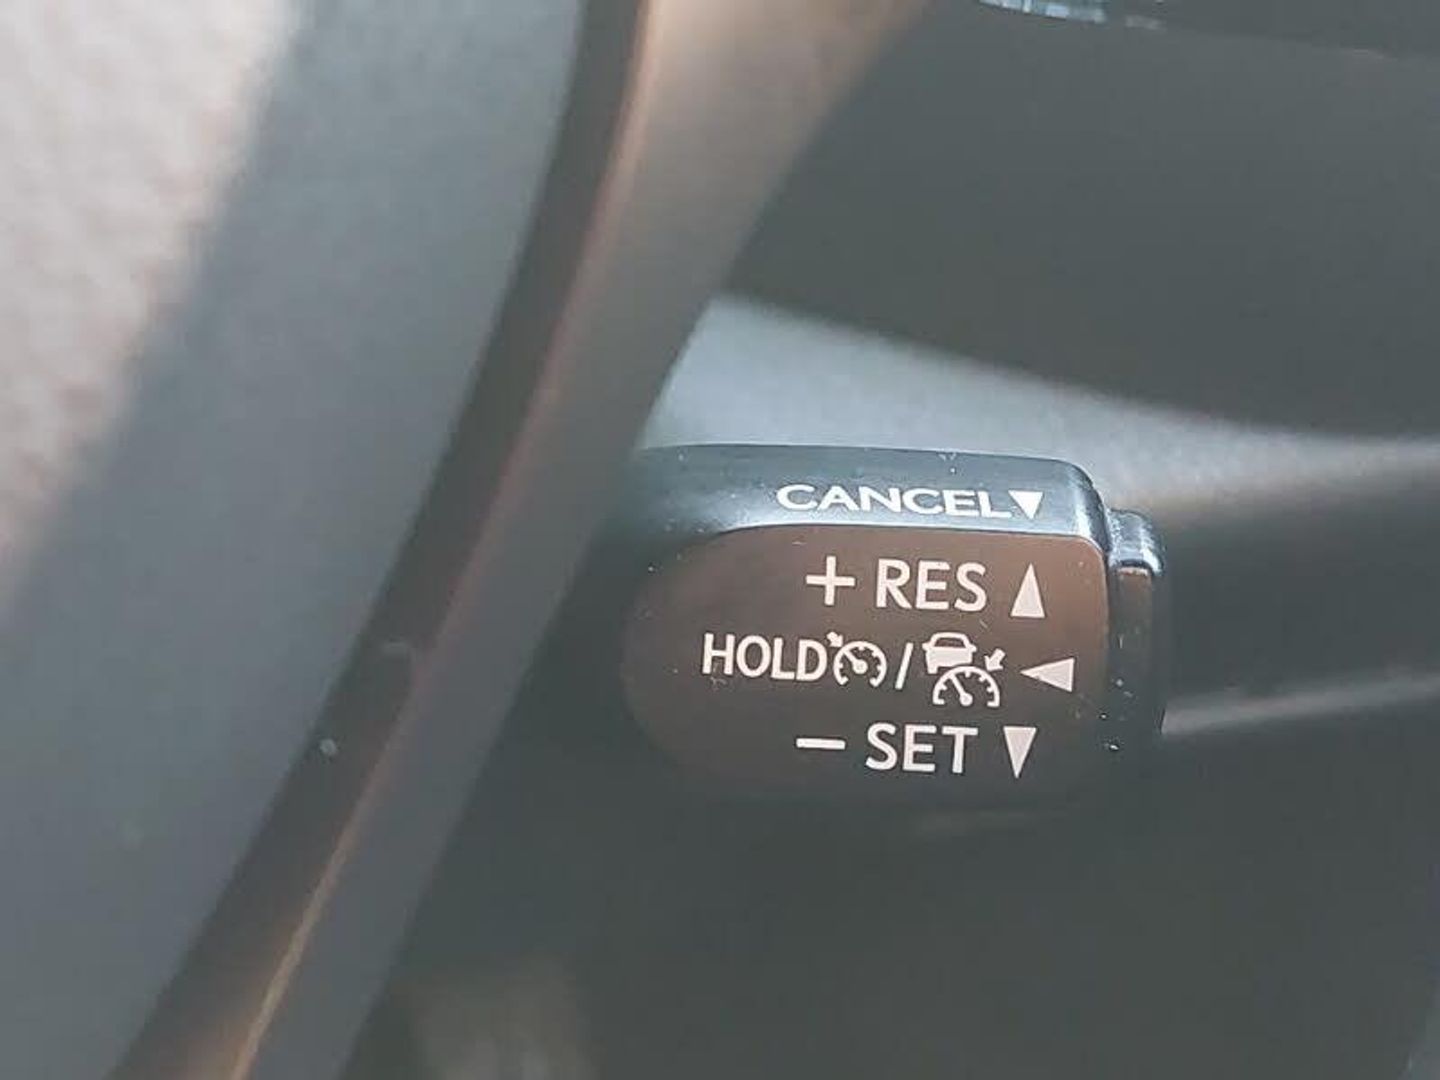 CANCEL▼
+ RES ▲
HOLD / ◀
− SET ▼